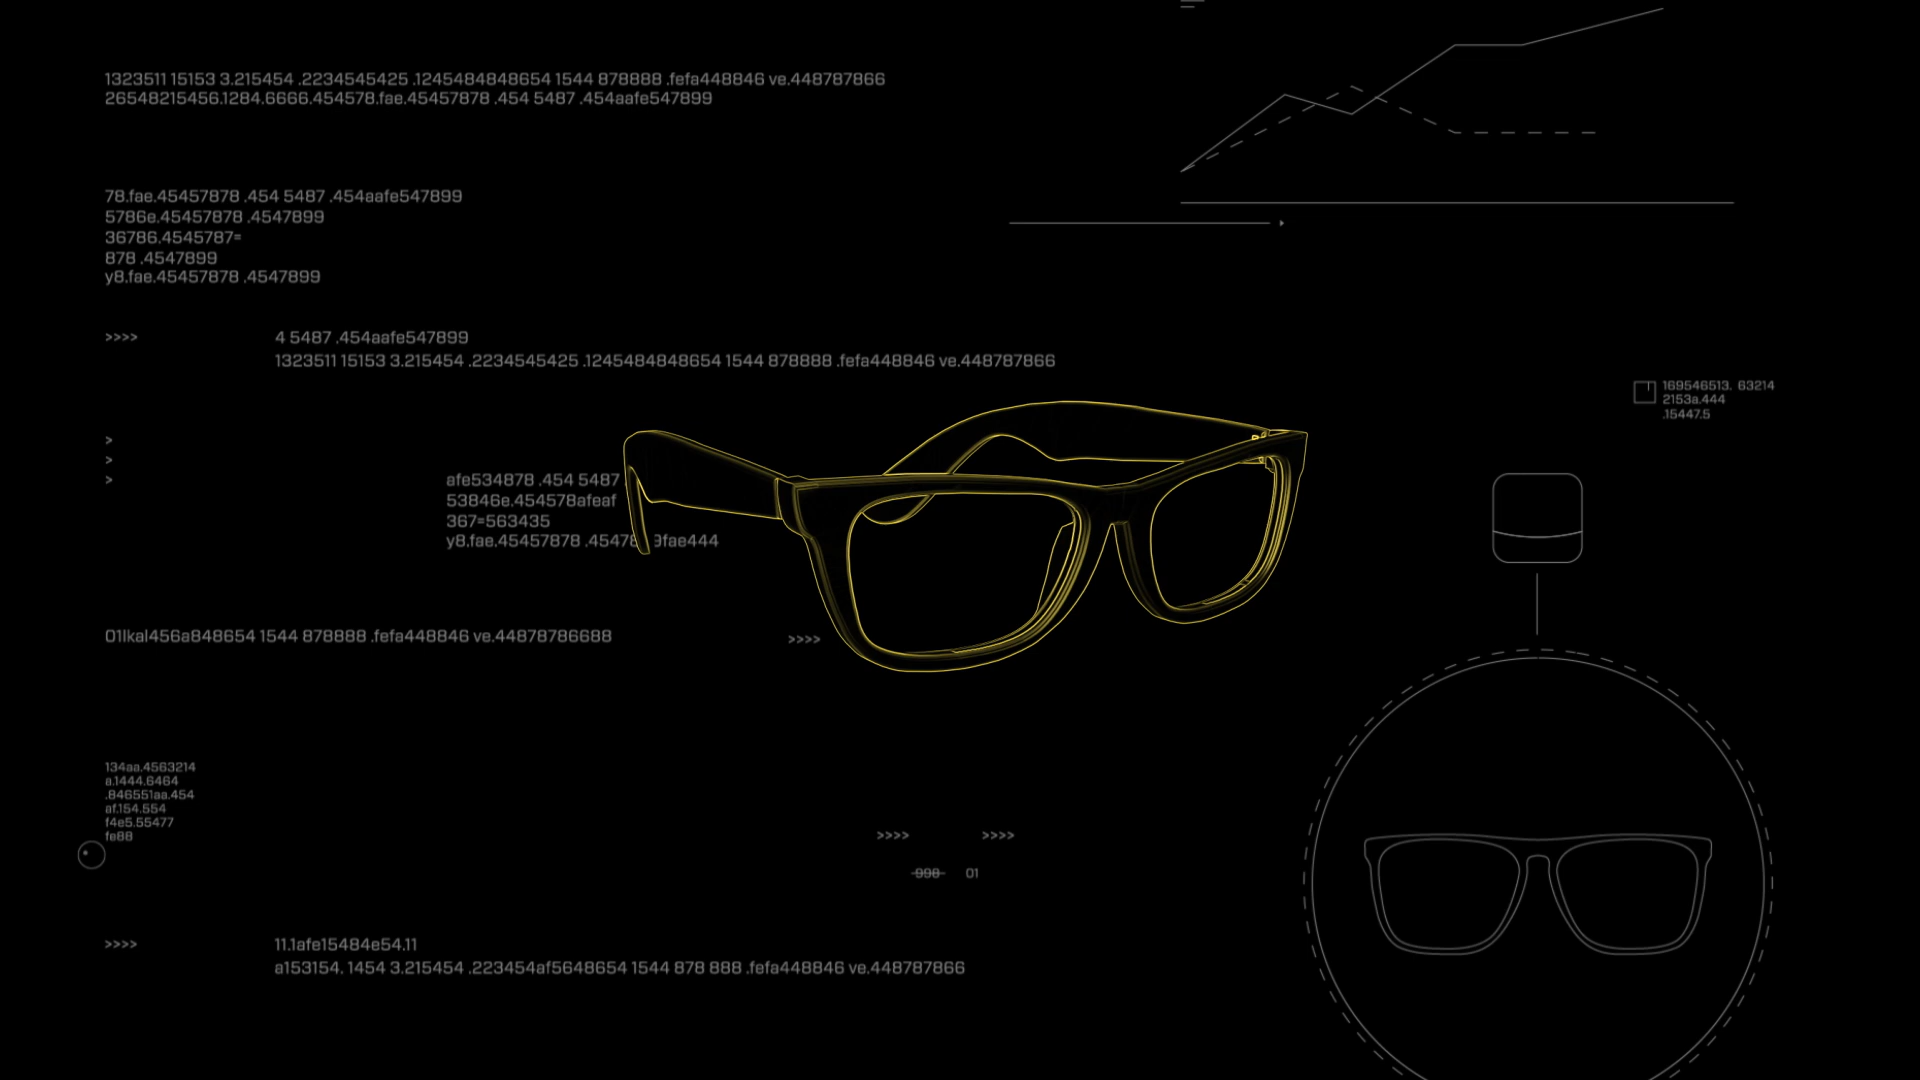 1323511 15153 3.215454 .2234545425 .1245484848654 1544 878888 .fefa448846 ve.448787866
26548215456.1284.6666.454578.fae.45457878 .454 5487 .454aafe547899
78.fae.45457878 .454 5487 .454aafe547899
5786e.45457878 .4547899
36786.4545787=
878 .4547899
y8.fae.45457878 .4547899
>>>> 4 5487 .454aafe547899
1323511 15153 3.215454 .2234545425 .1245484848654 1544 878888 .fefa448846 ve.448787866
169546513. 63214
2153a.444
.15447.5
>
>
>
afe534878 .454 5487
53846e.454578afeaf
367=563435
y8.fae.45457878 .45478 9fae444
01lkal456a848654 1544 878888 .fefa448846 ve.44878786688 >>>>
134aa.4563214
a.1444.6464
.846551aa.454
af.154.554
f4e5.55477
fe88
>>>> >>>>
998 01
>>>> 11.1afe15484e54.11
a153154. 1454 3.215454 .223454af5648654 1544 878 888 .fefa448846 ve.448787866